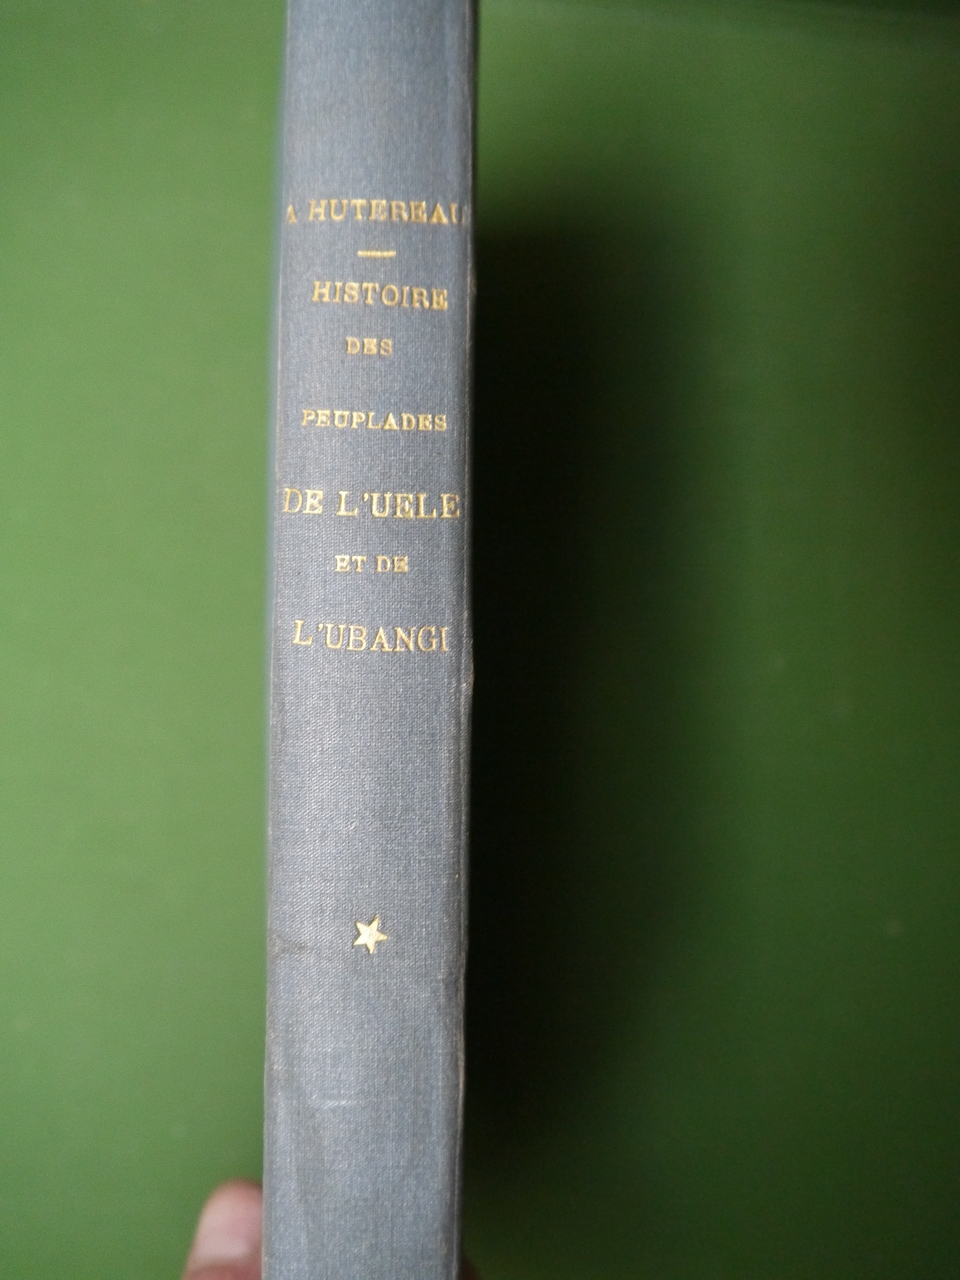 A HUTEREAU
HISTOIRE
DES
PEUPLADES
DE L'UELE
ET DE
L'UBANGI